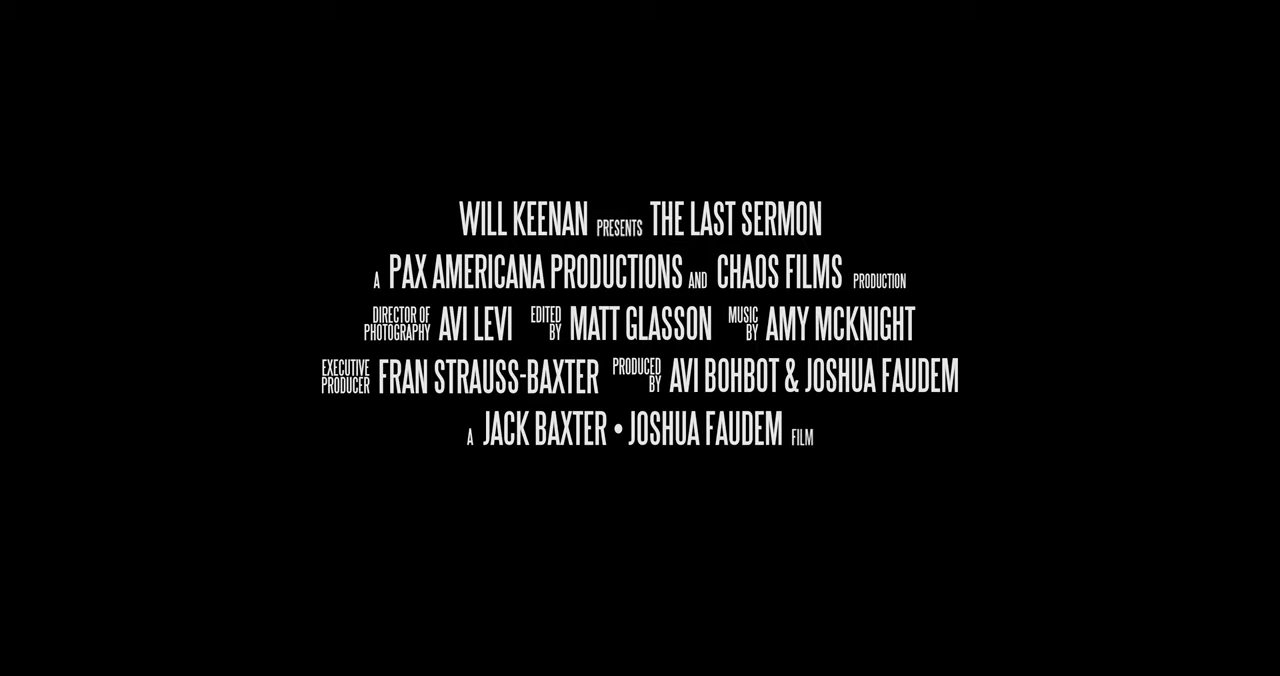 WILL KEENAN PRESENTS THE LAST SERMON
A PAX AMERICANA PRODUCTIONS AND CHAOS FILMS PRODUCTION
DIRECTOR OF PHOTOGRAPHY AVI LEVI EDITED BY MATT GLASSON MUSIC BY AMY MCKNIGHT
EXECUTIVE PRODUCER FRAN STRAUSS-BAXTER PRODUCED BY AVI BOHBOT & JOSHUA FAUDEM
A JACK BAXTER • JOSHUA FAUDEM FILM